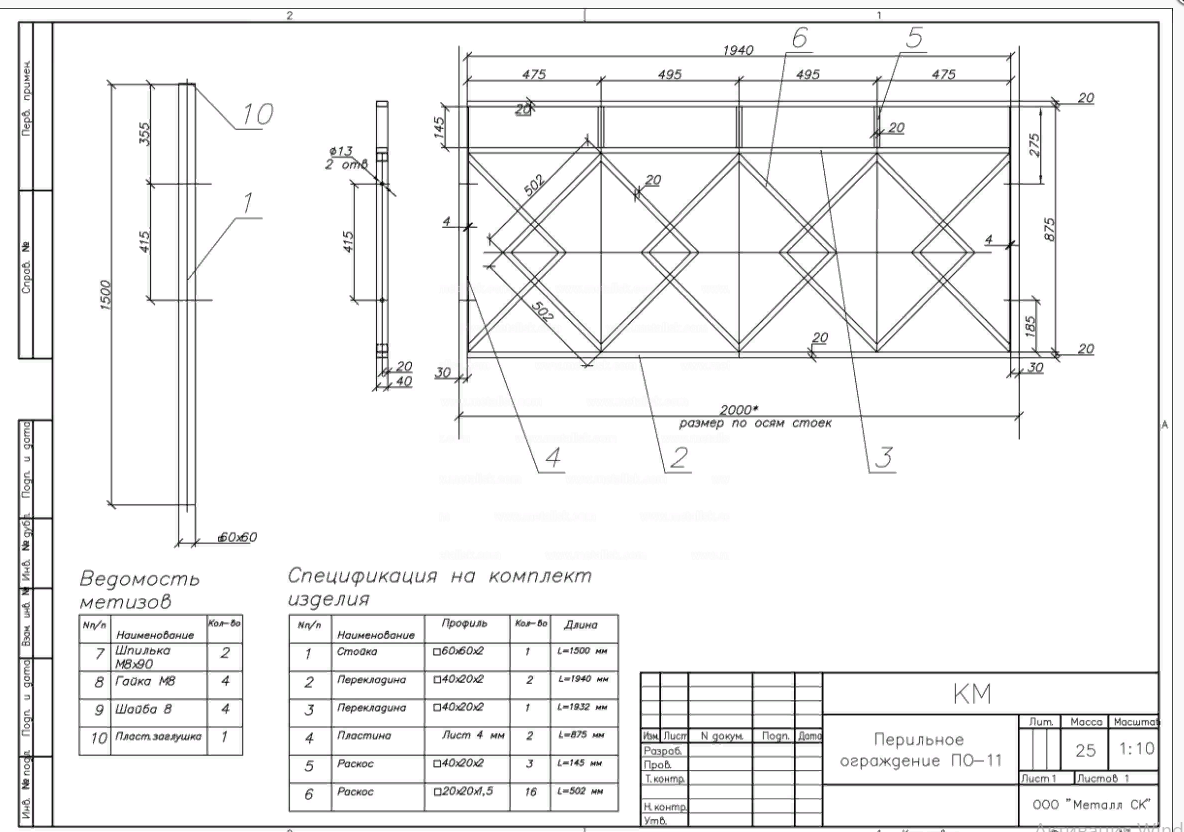 2
1
Перв. примен.
Справ. №
Подп. и дата
Инв. № дубл.
Взам. инв. №
Подп. и дата
Инв. № подл.
А
10
355
1
415
1500
□60х60
ø13
2 отв
415
20
40
1940
6
5
475
495
495
475
20
20
145
20
275
502
20
4
4
875
502
185
20
20
30
30
2000*
размер по осям стоек
4
2
3
Ведомость
метизов
Nп/п
Наименование
Кол-во
7
Шпилька
М8х90
2
8
Гайка М8
4
9
Шайба 8
4
10
Пласт.заглушка
1
Спецификация на комплект
изделия
Nп/п
Наименование
Профиль
Кол-во
Длина
1
Стойка
□60х60х2
1
L=1500 мм
2
Перекладина
□40х20х2
2
L=1940 мм
3
Перекладина
□40х20х2
1
L=1932 мм
4
Пластина
Лист 4 мм
2
L=875 мм
5
Раскос
□40х20х2
3
L=145 мм
6
Раскос
□20х20х1,5
16
L=502 мм
КМ
Изм.
Лист
N докум.
Подп.
Дата
Разраб.
Пров.
Т.контр.
Н.контр.
Утв.
Перильное
ограждение ПО-11
Лит.
Масса
Масштаб
25
1:10
Лист 1
Листов 1
ООО "Металл СК"